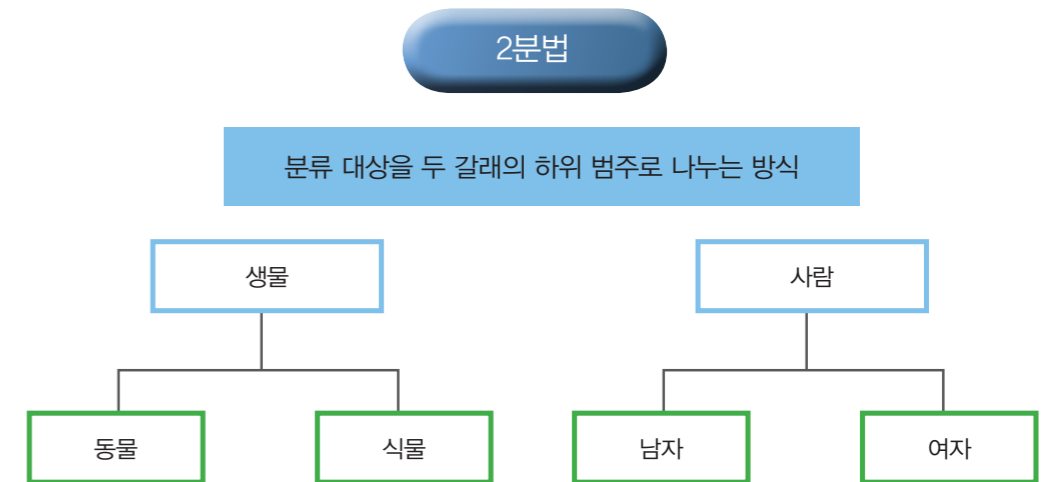 2분법
분류 대상을 두 갈래의 하위 범주로 나누는 방식
생물
사람
동물
식물
남자
여자